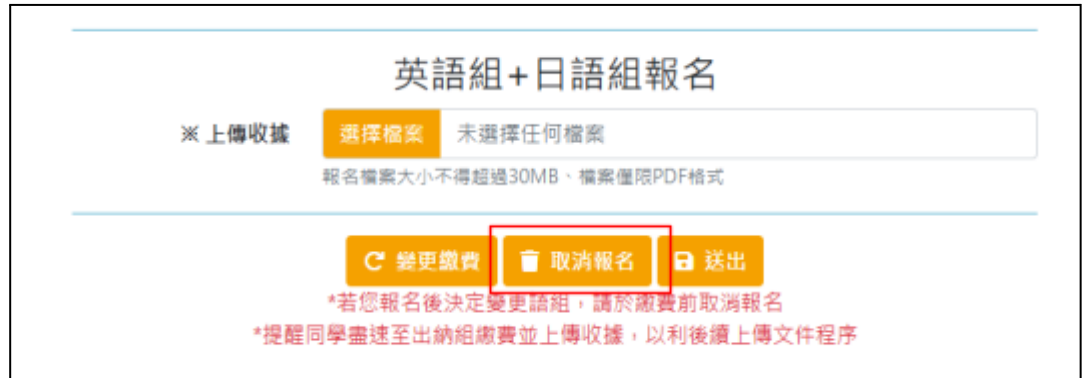 英語組+日語組報名
※ 上傳收據 選擇檔案 未選擇任何檔案
報名檔案大小不得超過30MB、檔案僅限PDF格式
變更繳費 取消報名 送出
*若您報名後決定變更語組，請於繳費前取消報名
*提醒同學盡速至出納組繳費並上傳收據，以利後續上傳文件程序